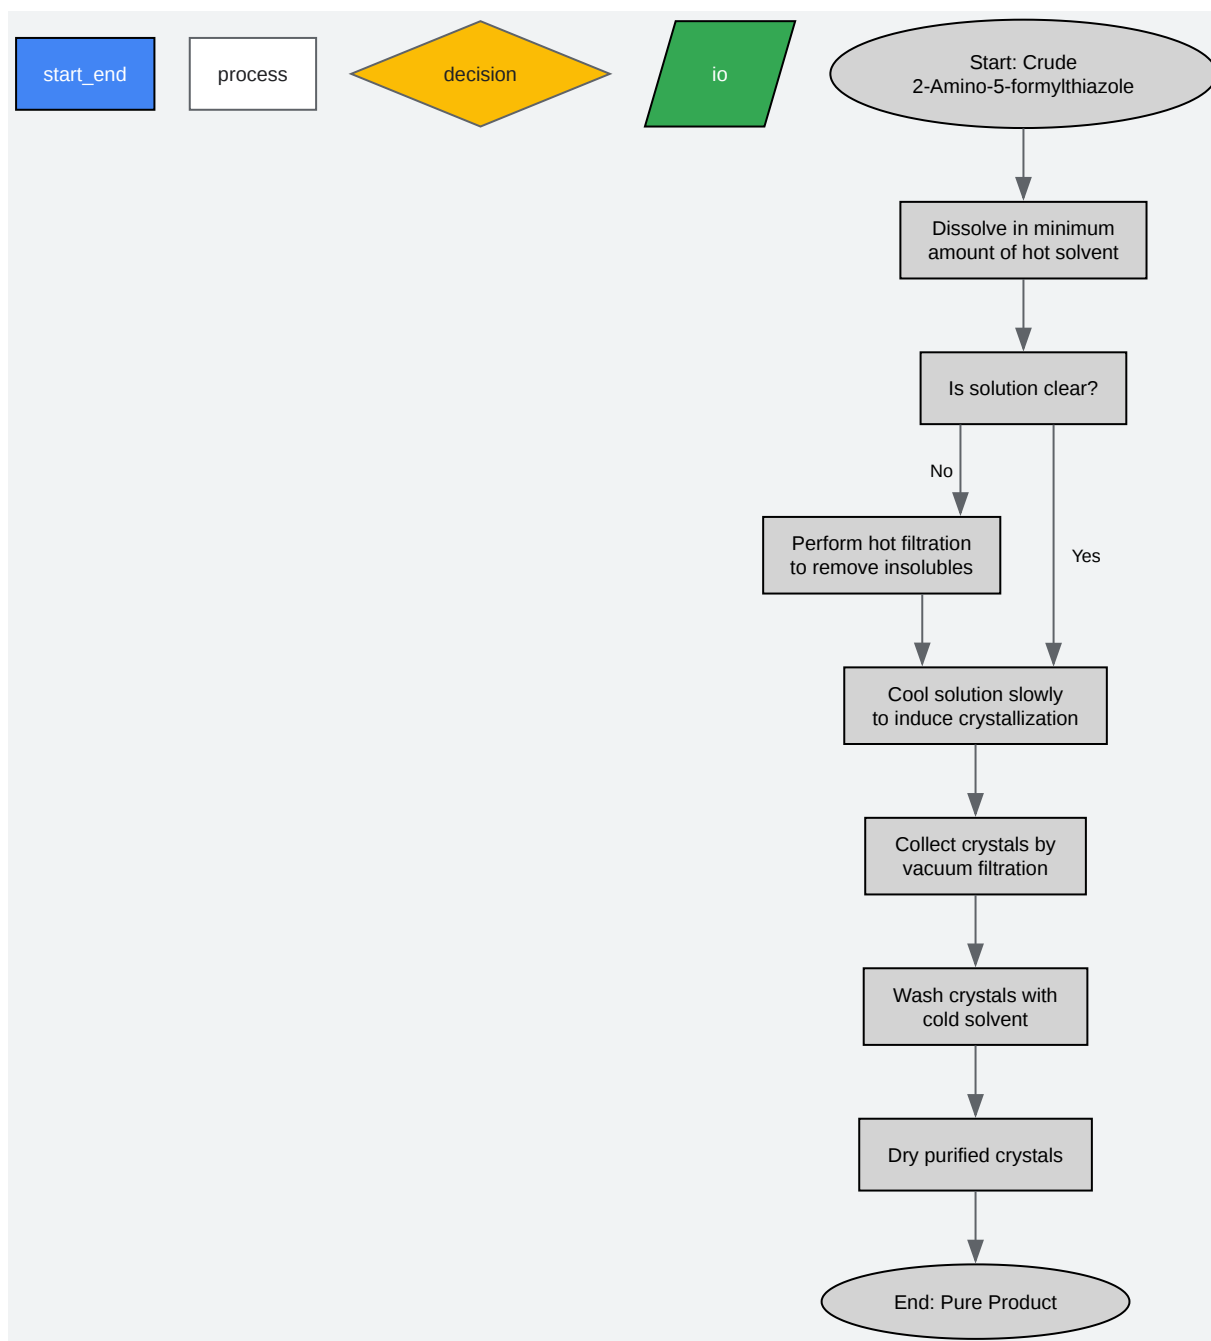 start_end
process
decision
io
Start: Crude
2-Amino-5-formylthiazole
Dissolve in minimum
amount of hot solvent
Is solution clear?
No
Perform hot filtration
to remove insolubles
Yes
Cool solution slowly
to induce crystallization
Collect crystals by
vacuum filtration
Wash crystals with
cold solvent
Dry purified crystals
End: Pure Product